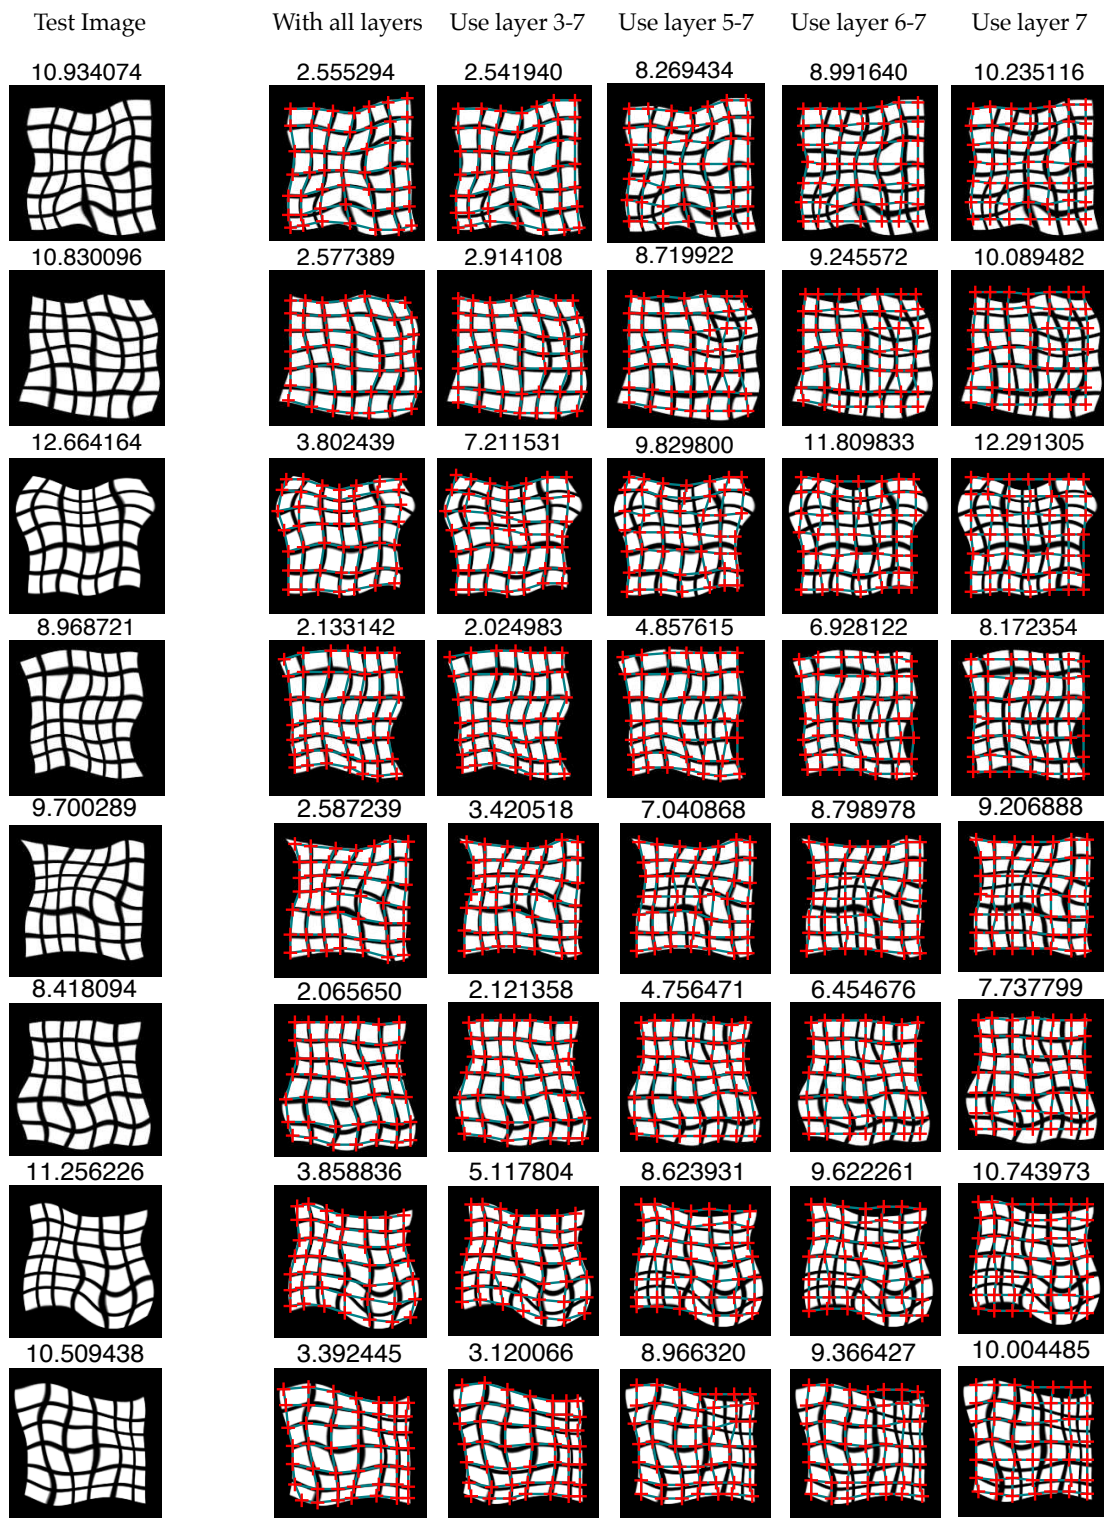 Test Image With all layers Use layer 3-7 Use layer 5-7 Use layer 6-7 Use layer 7
10.934074 2.555294 2.541940 8.269434 8.991640 10.235116
10.830096 2.577389 2.914108 8.719922 9.245572 10.089482
12.664164 3.802439 7.211531 9.829800 11.809833 12.291305
8.968721 2.133142 2.024983 4.857615 6.928122 8.172354
9.700289 2.587239 3.420518 7.040868 8.798978 9.206888
8.418094 2.065650 2.121358 4.756471 6.454676 7.737799
11.256226 3.858836 5.117804 8.623931 9.622261 10.743973
10.509438 3.392445 3.120066 8.966320 9.366427 10.004485